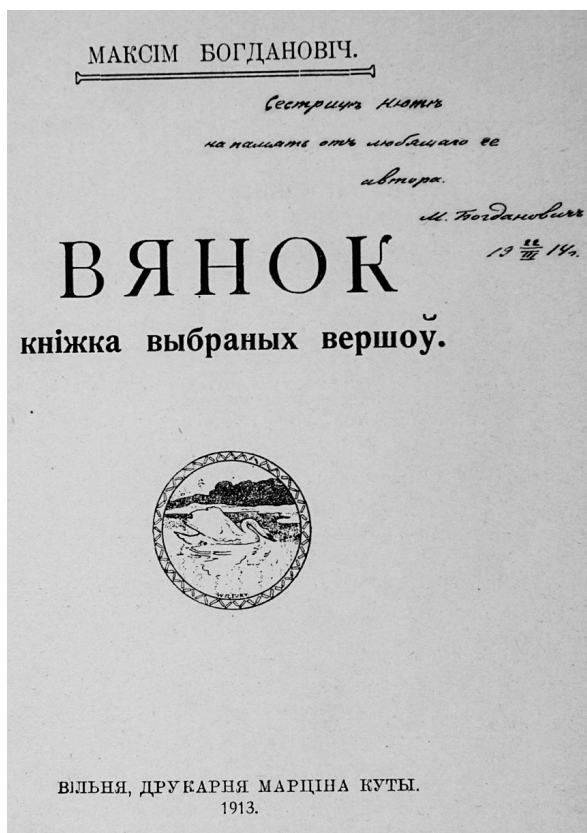 МАКСІМ БОГДАНОВІЧ.
Сестрицѣ Нютѣ
на память отъ любящаго ее
автора.
М. Богдановичъ
19 22/III 14г.
ВЯНОК
кніжка выбраных вершоў.
ВІЛЬНЯ, ДРУКАРНЯ МАРЦІНА КУТЫ.
1913.